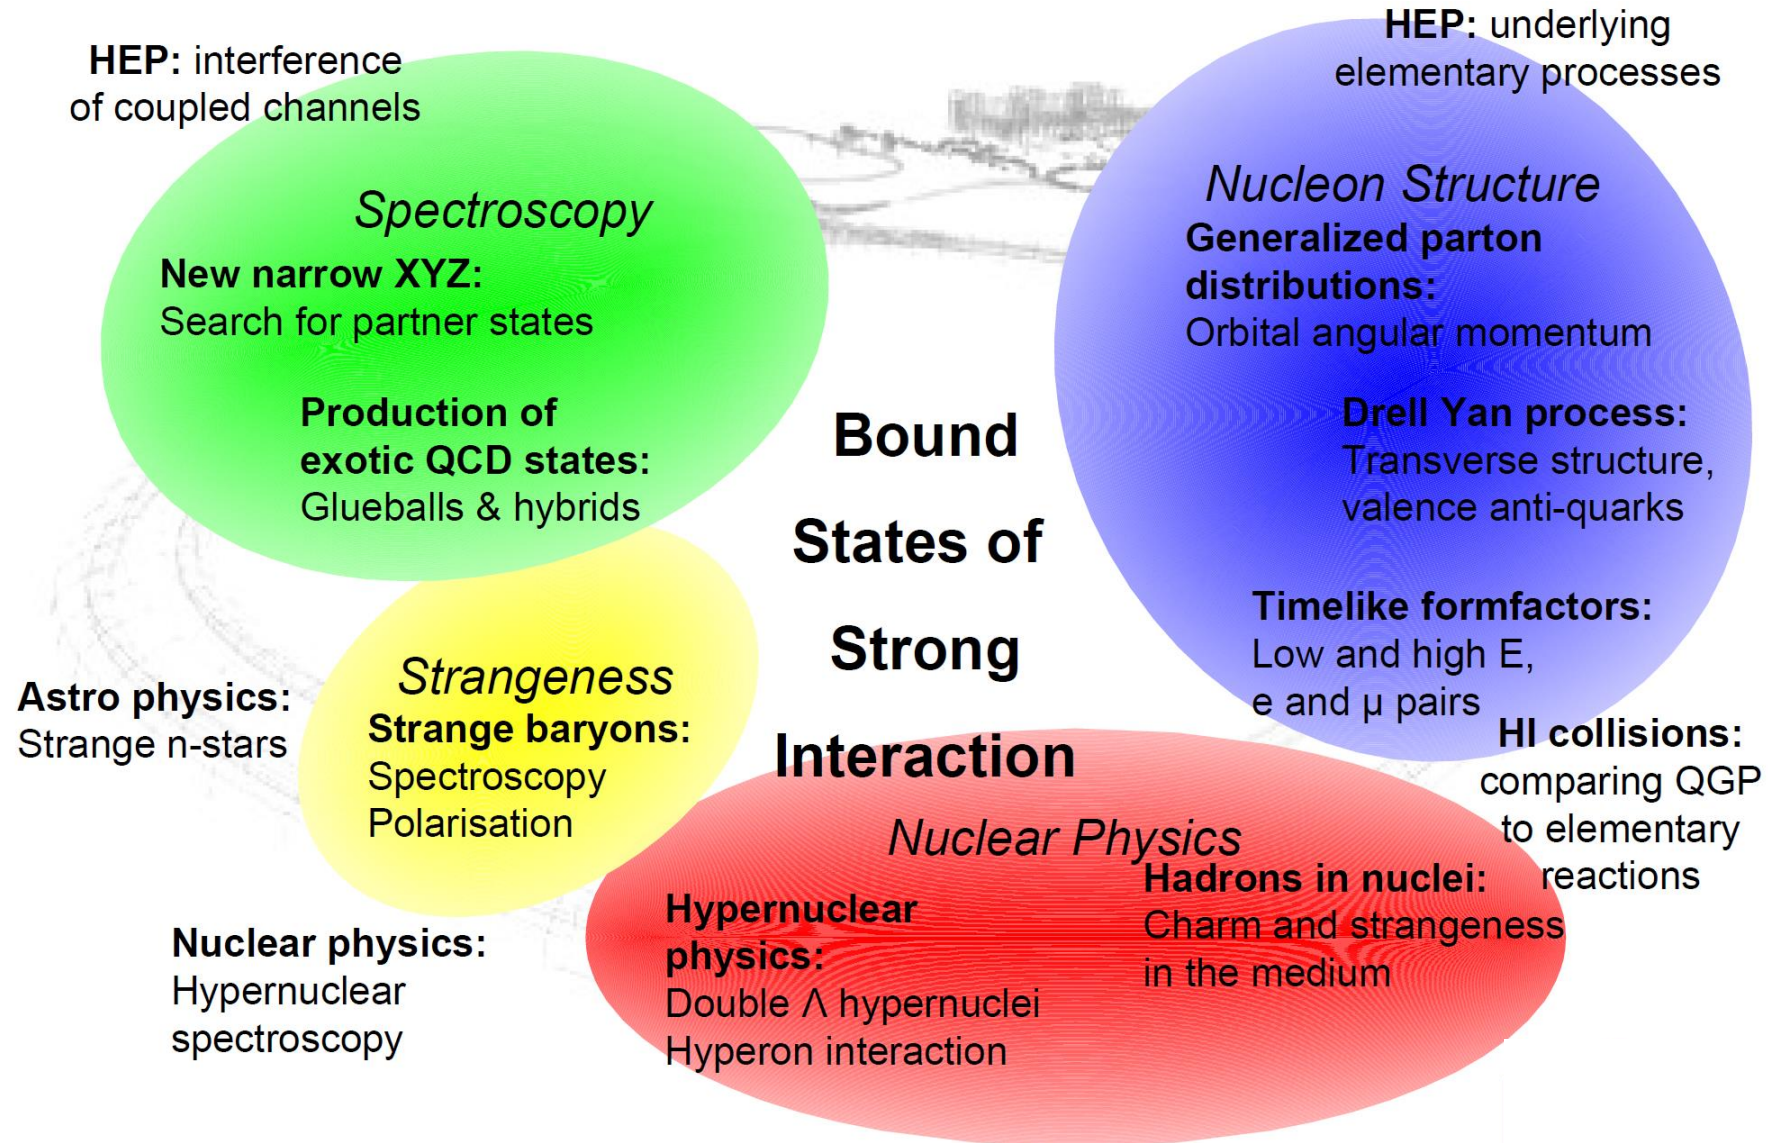 HEP: interference
of coupled channels
Spectroscopy
New narrow XYZ:
Search for partner states
Production of
exotic QCD states:
Glueballs & hybrids
HEP: underlying
elementary processes
Nucleon Structure
Generalized parton
distributions:
Orbital angular momentum
Drell Yan process:
Transverse structure,
valence anti-quarks
Timelike formfactors:
Low and high E,
e and μ pairs
Bound
States of
Strong
Interaction
Astro physics:
Strange n-stars
Strangeness
Strange baryons:
Spectroscopy
Polarisation
HI collisions:
comparing QGP
to elementary
reactions
Nuclear Physics
Hadrons in nuclei:
Charm and strangeness
in the medium
Hypernuclear
physics:
Double Λ hypernuclei
Hyperon interaction
Nuclear physics:
Hypernuclear
spectroscopy